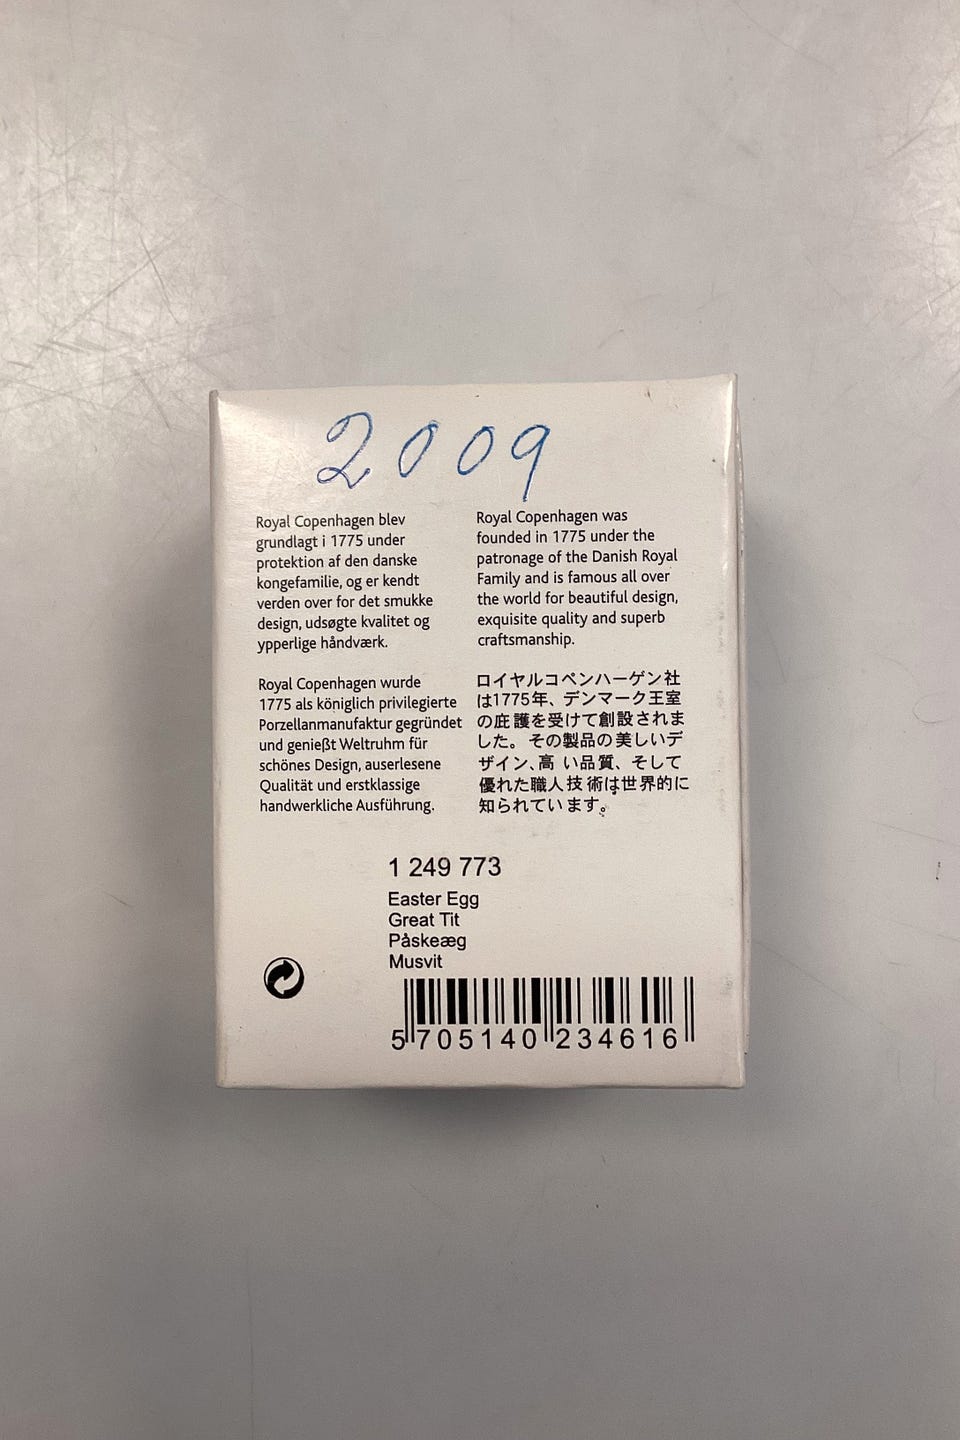 2009
Royal Copenhagen blev
grundlagt i 1775 under
protektion af den danske
kongefamilie, og er kendt
verden over for det smukke
design, udsøgte kvalitet og
ypperlige håndværk.
Royal Copenhagen was
founded in 1775 under the
patronage of the Danish Royal
Family and is famous all over
the world for beautiful design,
exquisite quality and superb
craftsmanship.
Royal Copenhagen wurde
1775 als königlich privilegierte
Porzellanmanufaktur gegründet
und genießt Weltruhm für
schönes Design, auserlesene
Qualität und erstklassige
handwerkliche Ausführung.
ロイヤルコペンハーゲン社
は1775年、デンマーク王室
の庇護を受けて創設されま
した。その製品の美しいデ
ザイン、高い品質、そして
優れた職人技術は世界的に
知られています。
1 249 773
Easter Egg
Great Tit
Påskeæg
Musvit
5 705140 234616